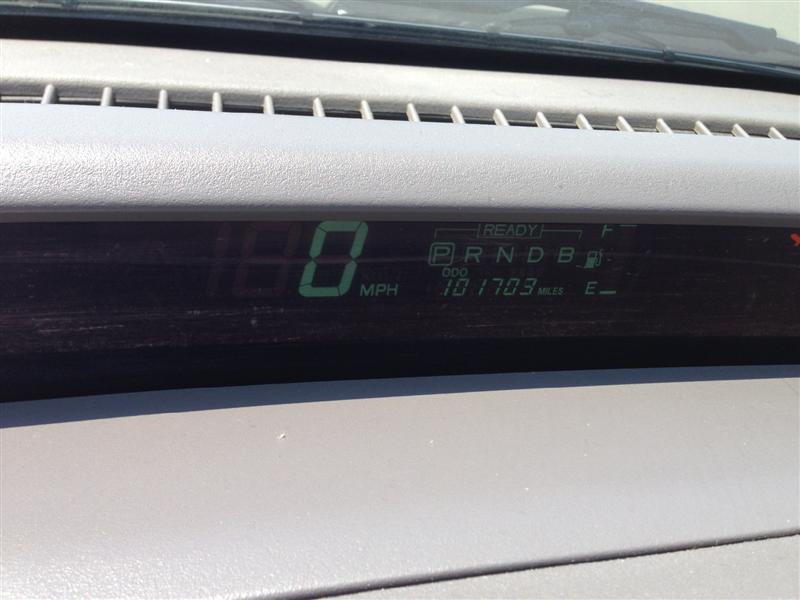 READY F
0 MPH P R N D B
ODO
101703 MILES E